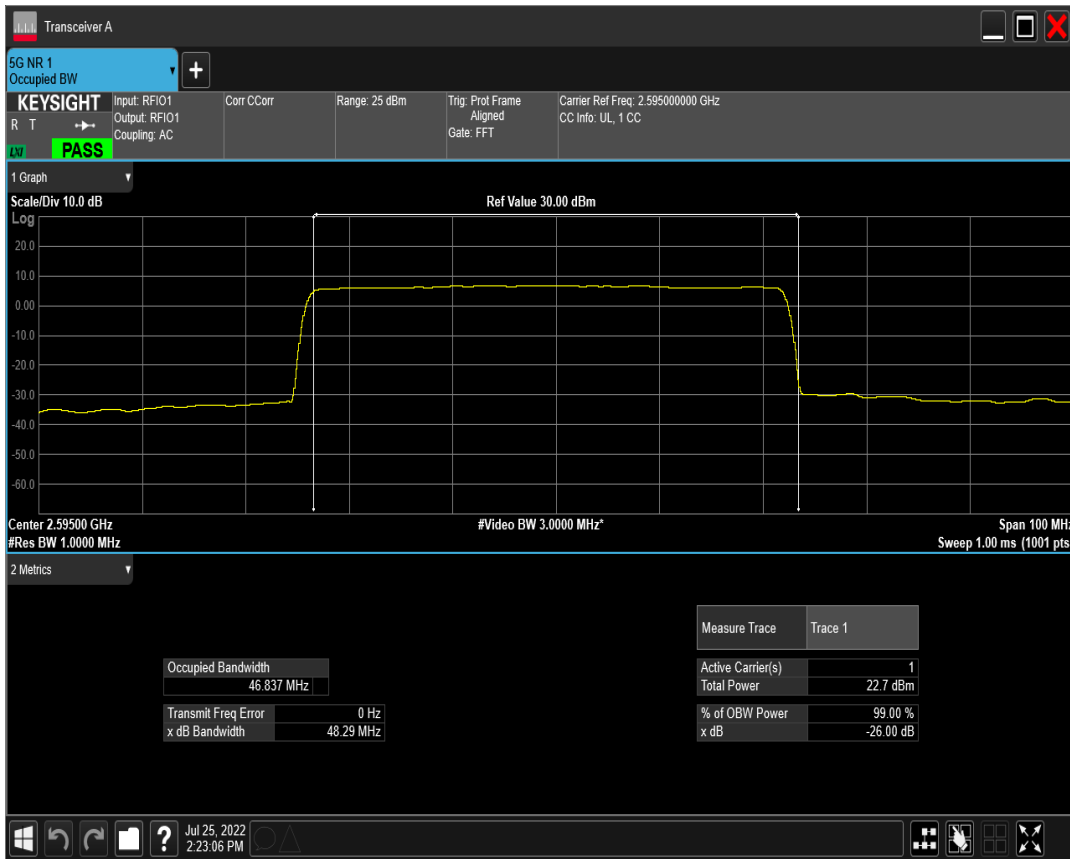 Transceiver A
5G NR 1
Occupied BW
KEYSIGHT
R T
LXI
PASS
Input: RFIO1
Output: RFIO1
Coupling: AC
Corr CCorr
Range: 25 dBm
Trig: Prot Frame
Aligned
Gate: FFT
Carrier Ref Freq: 2.595000000 GHz
CC Info: UL, 1 CC
1 Graph
Scale/Div 10.0 dB
Ref Value 30.00 dBm
Log
20.0
10.0
0.00
-10.0
-20.0
-30.0
-40.0
-50.0
-60.0
Center 2.59500 GHz
#Video BW 3.0000 MHz*
Span 100 MHz
#Res BW 1.0000 MHz
Sweep 1.00 ms (1001 pts
2 Metrics
Measure Trace Trace 1
Occupied Bandwidth
46.837 MHz
Active Carrier(s) 1
Total Power 22.7 dBm
Transmit Freq Error 0 Hz
x dB Bandwidth 48.29 MHz
% of OBW Power 99.00 %
x dB -26.00 dB
?
Jul 25, 2022
2:23:06 PM